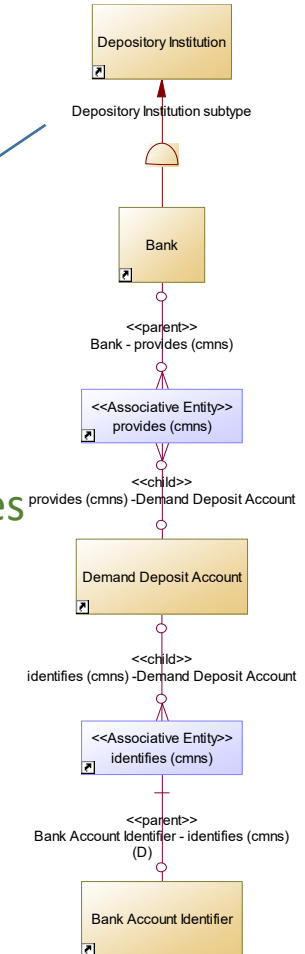 Depository Institution
Depository Institution subtype
Bank
<<parent>>
Bank - provides (cmns)
<<Associative Entity>>
provides (cmns)
<<child>>
es provides (cmns) -Demand Deposit Account
Demand Deposit Account
<<child>>
identifies (cmns) -Demand Deposit Account
<<Associative Entity>>
identifies (cmns)
<<parent>>
Bank Account Identifier - identifies (cmns)
(D)
Bank Account Identifier